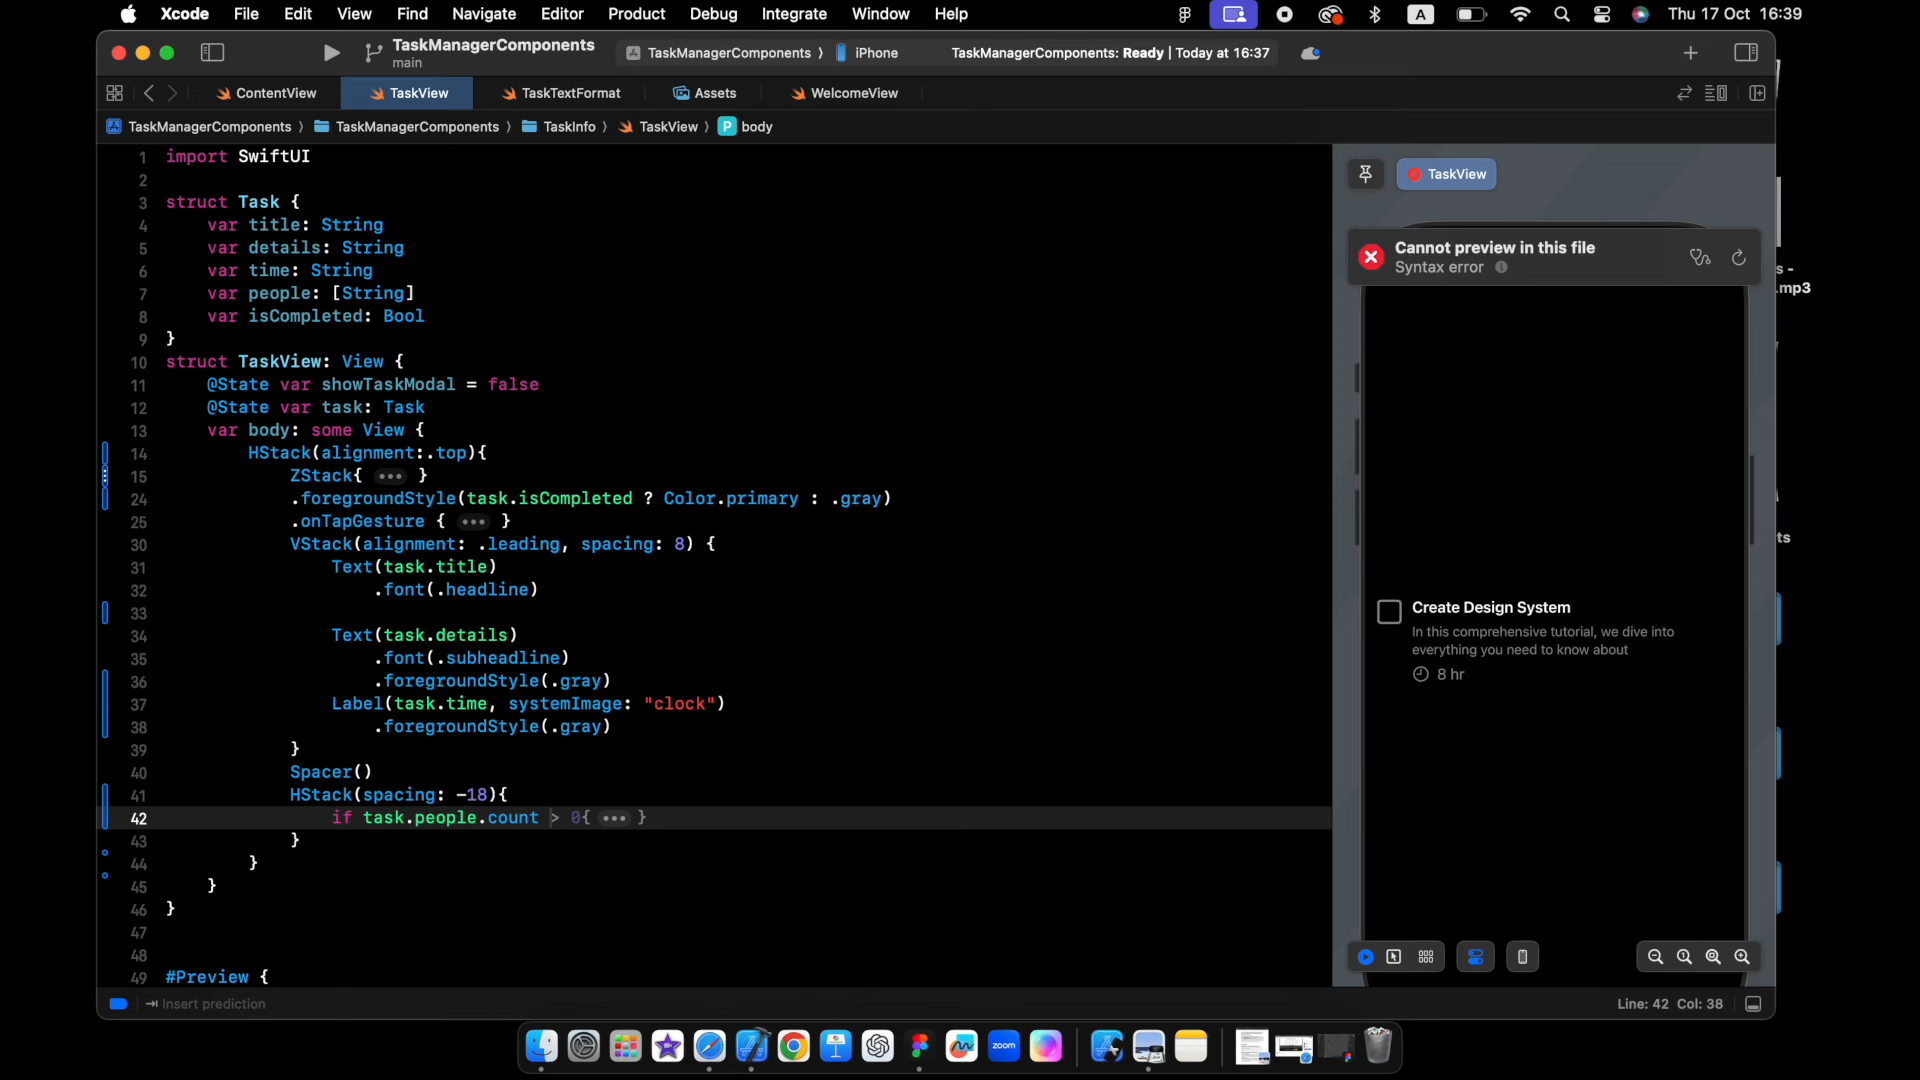 Xcode File Edit View Find Navigate Editor Product Debug Integrate Window Help A Thu 17 Oct 16:39
TaskManagerComponents
main
TaskManagerComponents ⟩ iPhone TaskManagerComponents: Ready | Today at 16:37
ContentView TaskView TaskTextFormat Assets WelcomeView
TaskManagerComponents ⟩ TaskManagerComponents ⟩ TaskInfo ⟩ TaskView ⟩ P body
1 import SwiftUI
2
3 struct Task {
4 var title: String
5 var details: String
6 var time: String
7 var people: [String]
8 var isCompleted: Bool
9 }
10 struct TaskView: View {
11 @State var showTaskModal = false
12 @State var task: Task
13 var body: some View {
14 HStack(alignment:.top){
15 ZStack{ ••• }
24 .foregroundStyle(task.isCompleted ? Color.primary : .gray)
25 .onTapGesture { ••• }
30 VStack(alignment: .leading, spacing: 8) {
31 Text(task.title)
32 .font(.headline)
33
34 Text(task.details)
35 .font(.subheadline)
36 .foregroundStyle(.gray)
37 Label(task.time, systemImage: "clock")
38 .foregroundStyle(.gray)
39 }
40 Spacer()
41 HStack(spacing: -18){
42 if task.people.count > 0{ ••• }
43 }
44 }
45 }
46 }
47
48
49 #Preview {
Insert prediction
Line: 42 Col: 38
TaskView
Cannot preview in this file
Syntax error
Create Design System
In this comprehensive tutorial, we dive into
everything you need to know about
8 hr
s -
.mp3
ts
zoom